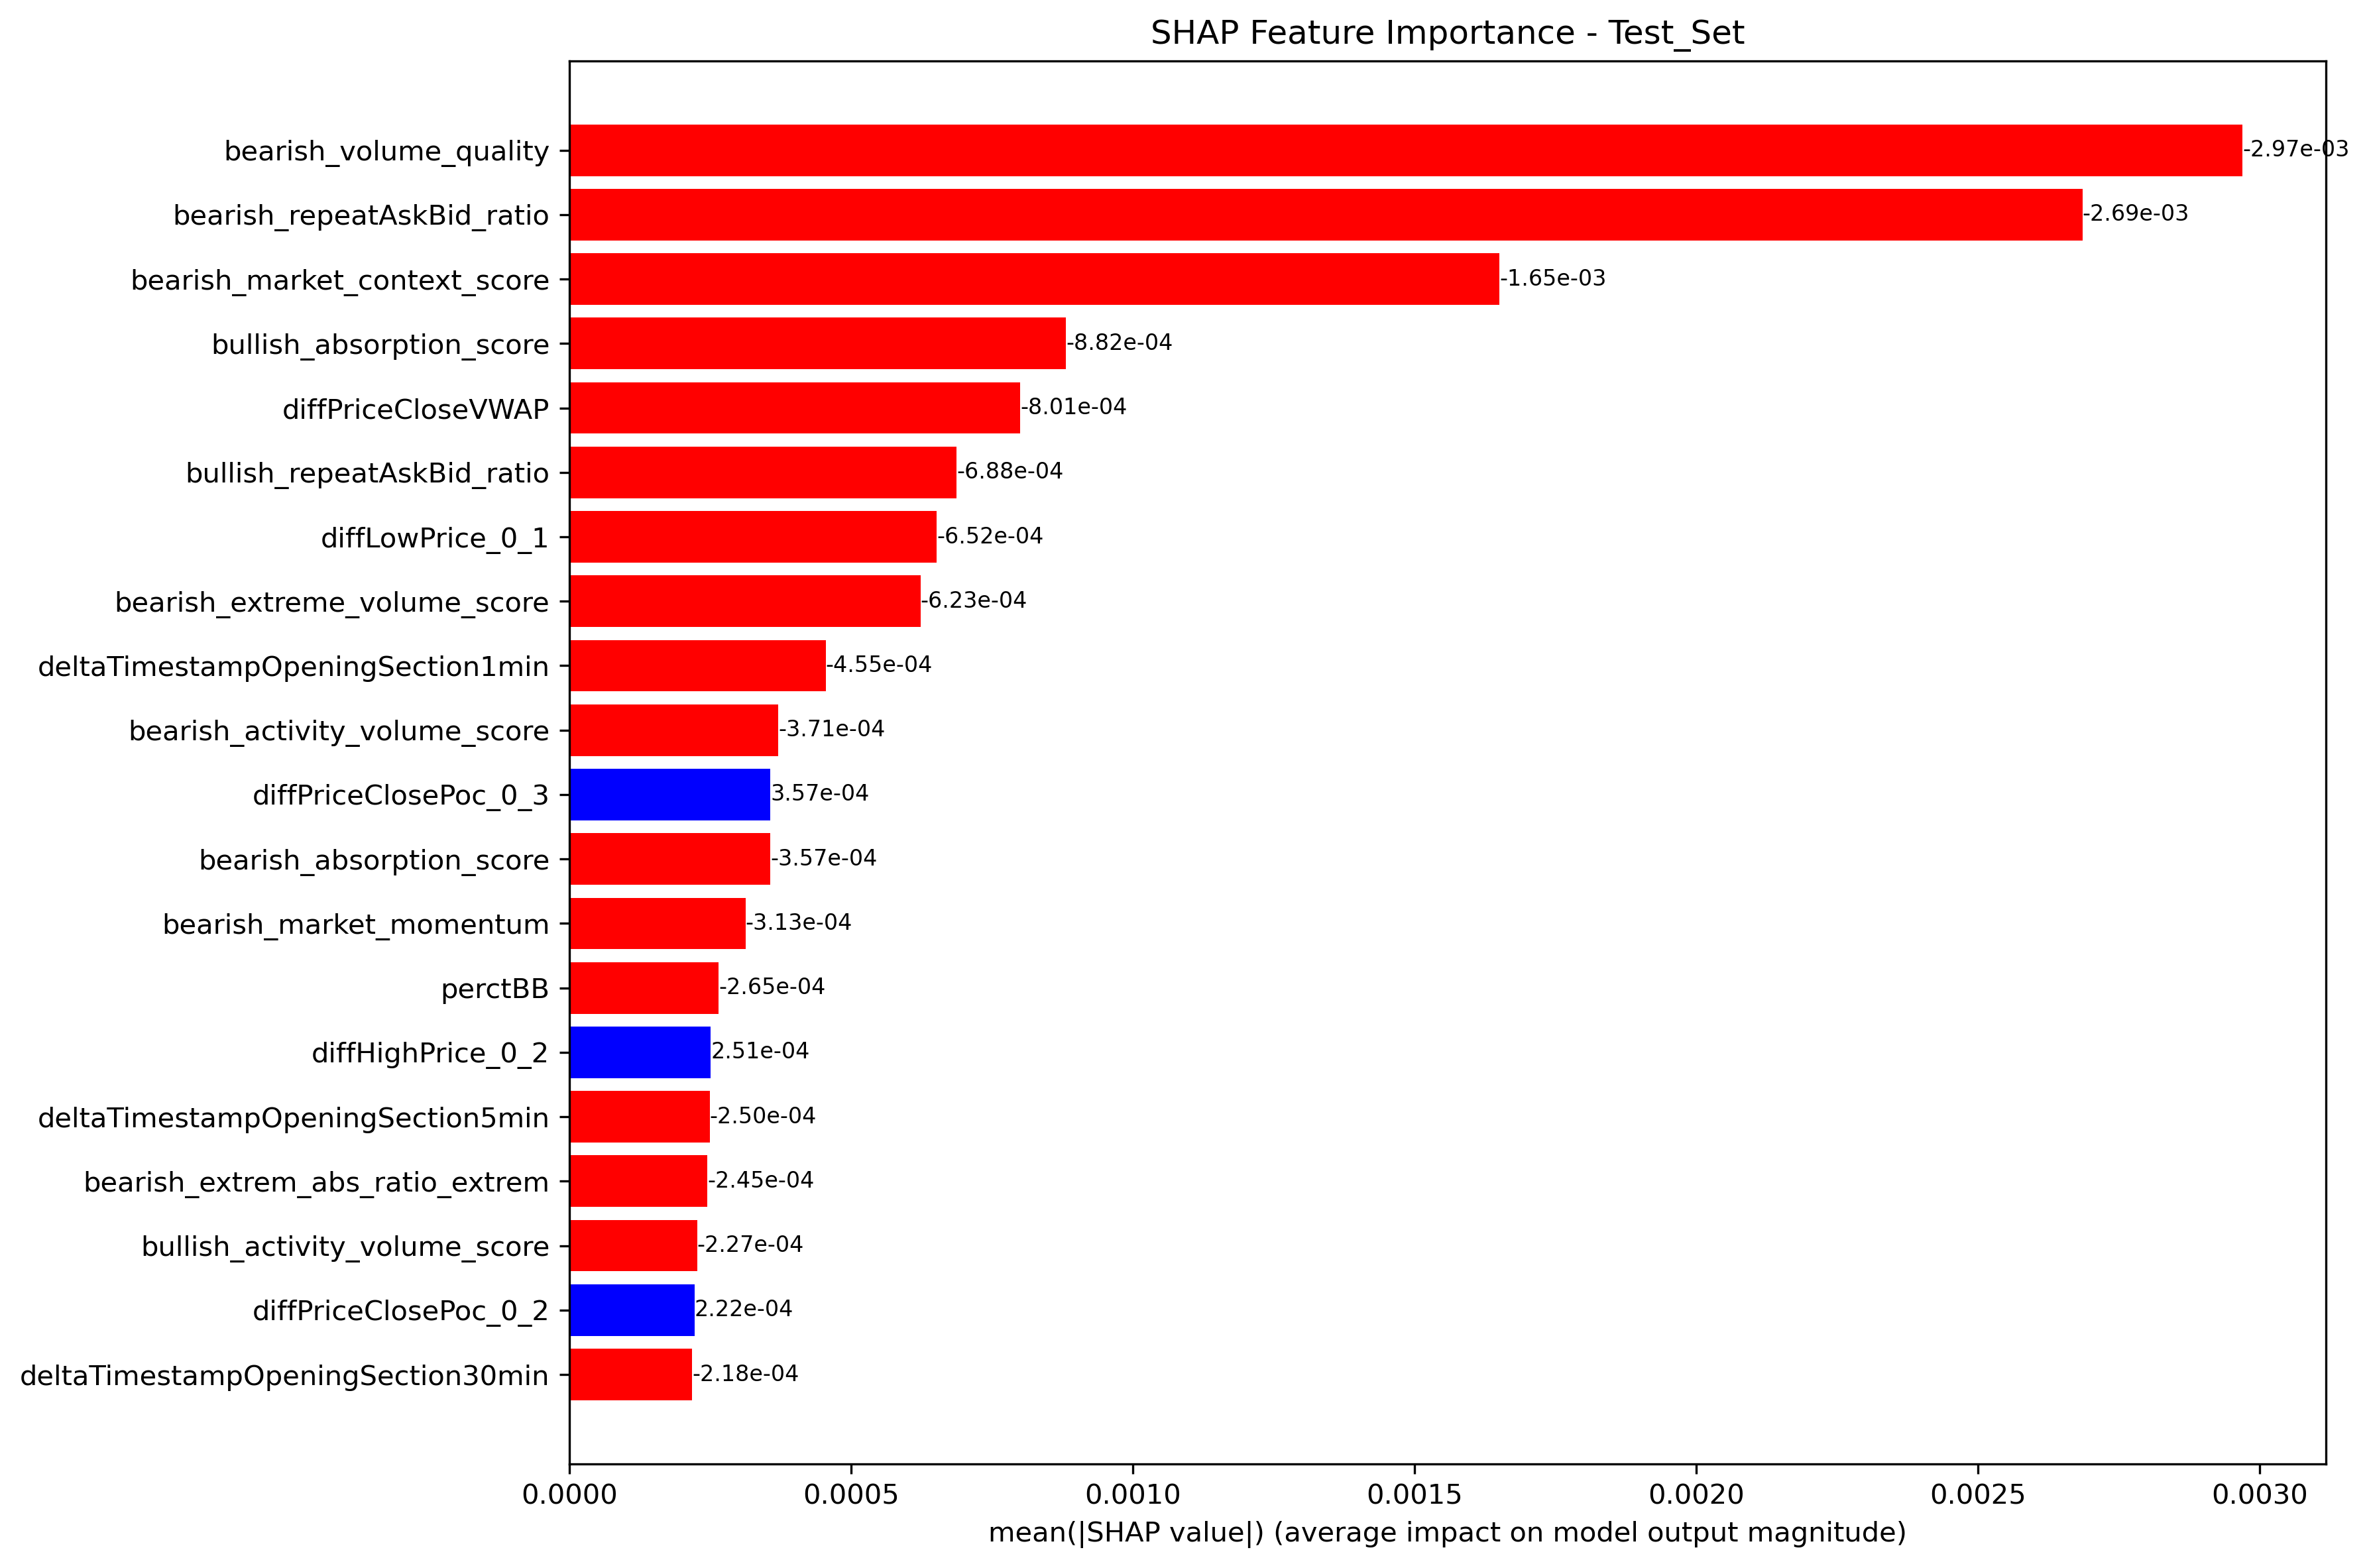 SHAP Feature Importance - Test_Set
bearish_volume_quality -2.97e-03
bearish_repeatAskBid_ratio -2.69e-03
bearish_market_context_score -1.65e-03
bullish_absorption_score -8.82e-04
diffPriceCloseVWAP -8.01e-04
bullish_repeatAskBid_ratio -6.88e-04
diffLowPrice_0_1 -6.52e-04
bearish_extreme_volume_score -6.23e-04
deltaTimestampOpeningSection1min -4.55e-04
bearish_activity_volume_score -3.71e-04
diffPriceClosePoc_0_3 3.57e-04
bearish_absorption_score -3.57e-04
bearish_market_momentum -3.13e-04
perctBB -2.65e-04
diffHighPrice_0_2 2.51e-04
deltaTimestampOpeningSection5min -2.50e-04
bearish_extrem_abs_ratio_extrem -2.45e-04
bullish_activity_volume_score -2.27e-04
diffPriceClosePoc_0_2 2.22e-04
deltaTimestampOpeningSection30min -2.18e-04
0.0000 0.0005 0.0010 0.0015 0.0020 0.0025 0.0030
mean(|SHAP value|) (average impact on model output magnitude)